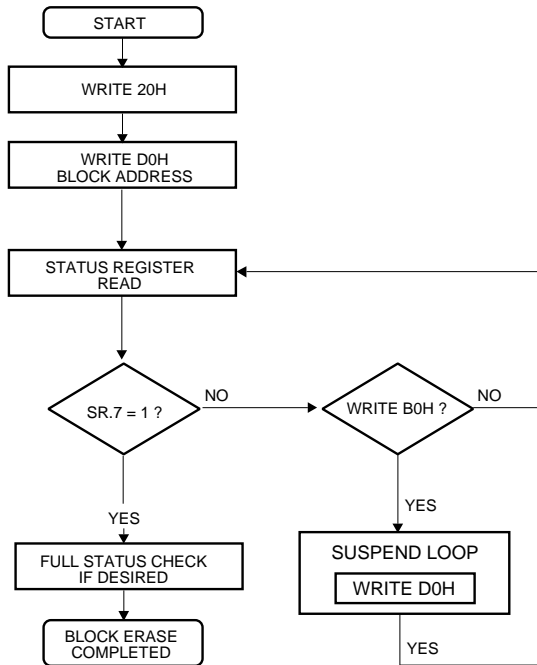 START
WRITE 20H
WRITE D0H
BLOCK ADDRESS
STATUS REGISTER
READ
SR.7 = 1 ?
NO
WRITE B0H ?
NO
YES
YES
FULL STATUS CHECK
IF DESIRED
SUSPEND LOOP
WRITE D0H
BLOCK ERASE
COMPLETED
YES